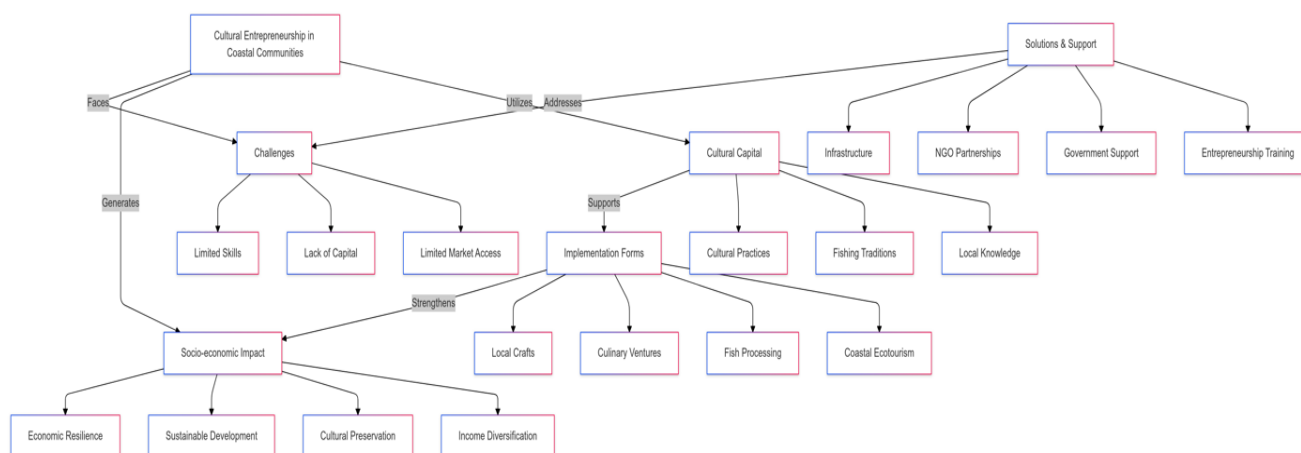 Cultural Entrepreneurship in
Coastal Communities
Solutions & Support
Faces
Utilizes
Addresses
Challenges
Cultural Capital
Infrastructure
NGO Partnerships
Government Support
Entrepreneurship Training
Generates
Supports
Limited Skills
Lack of Capital
Limited Market Access
Implementation Forms
Cultural Practices
Fishing Traditions
Local Knowledge
Strengthens
Socio-economic Impact
Local Crafts
Culinary Ventures
Fish Processing
Coastal Ecotourism
Economic Resilience
Sustainable Development
Cultural Preservation
Income Diversification